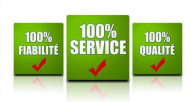 100%
FIABILITÉ
100%
SERVICE
100%
QUALITÉ